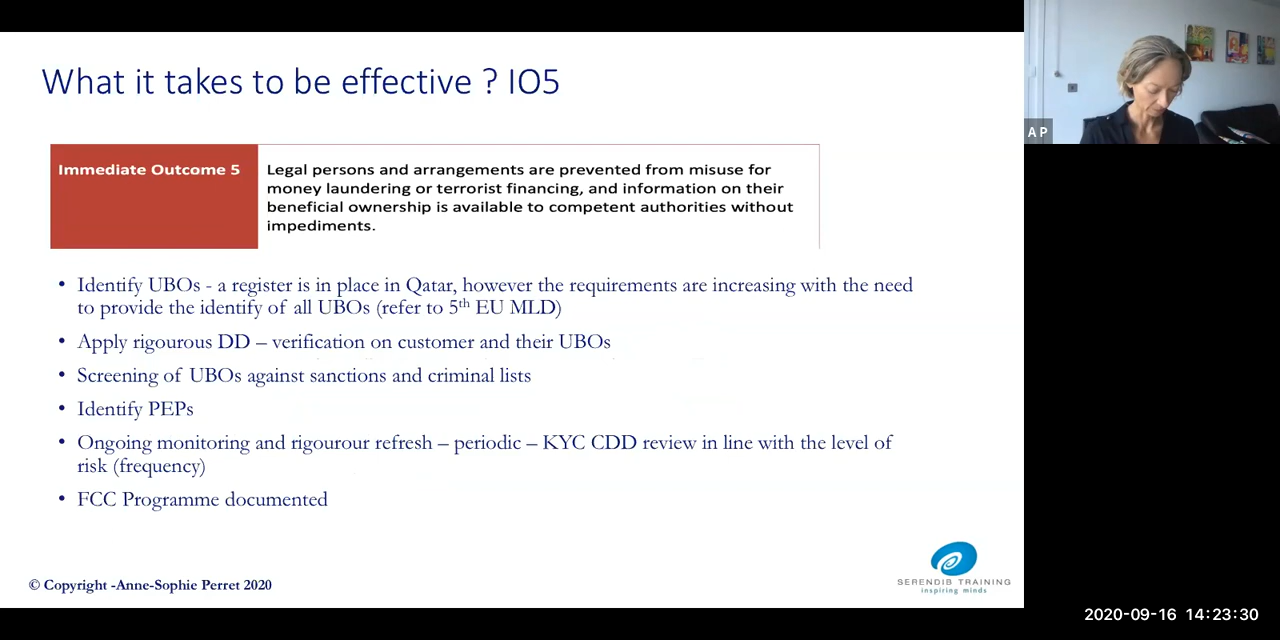 What it takes to be effective ? IO5
Immediate Outcome 5
Legal persons and arrangements are prevented from misuse for
money laundering or terrorist financing, and information on their
beneficial ownership is available to competent authorities without
impediments.
• Identify UBOs - a register is in place in Qatar, however the requirements are increasing with the need
to provide the identify of all UBOs (refer to 5th EU MLD)
• Apply rigourous DD – verification on customer and their UBOs
• Screening of UBOs against sanctions and criminal lists
• Identify PEPs
• Ongoing monitoring and rigourour refresh – periodic – KYC CDD review in line with the level of
risk (frequency)
• FCC Programme documented
© Copyright -Anne-Sophie Perret 2020
SERENDIB TRAINING
inspiring minds
A P
2020-09-16 14:23:30